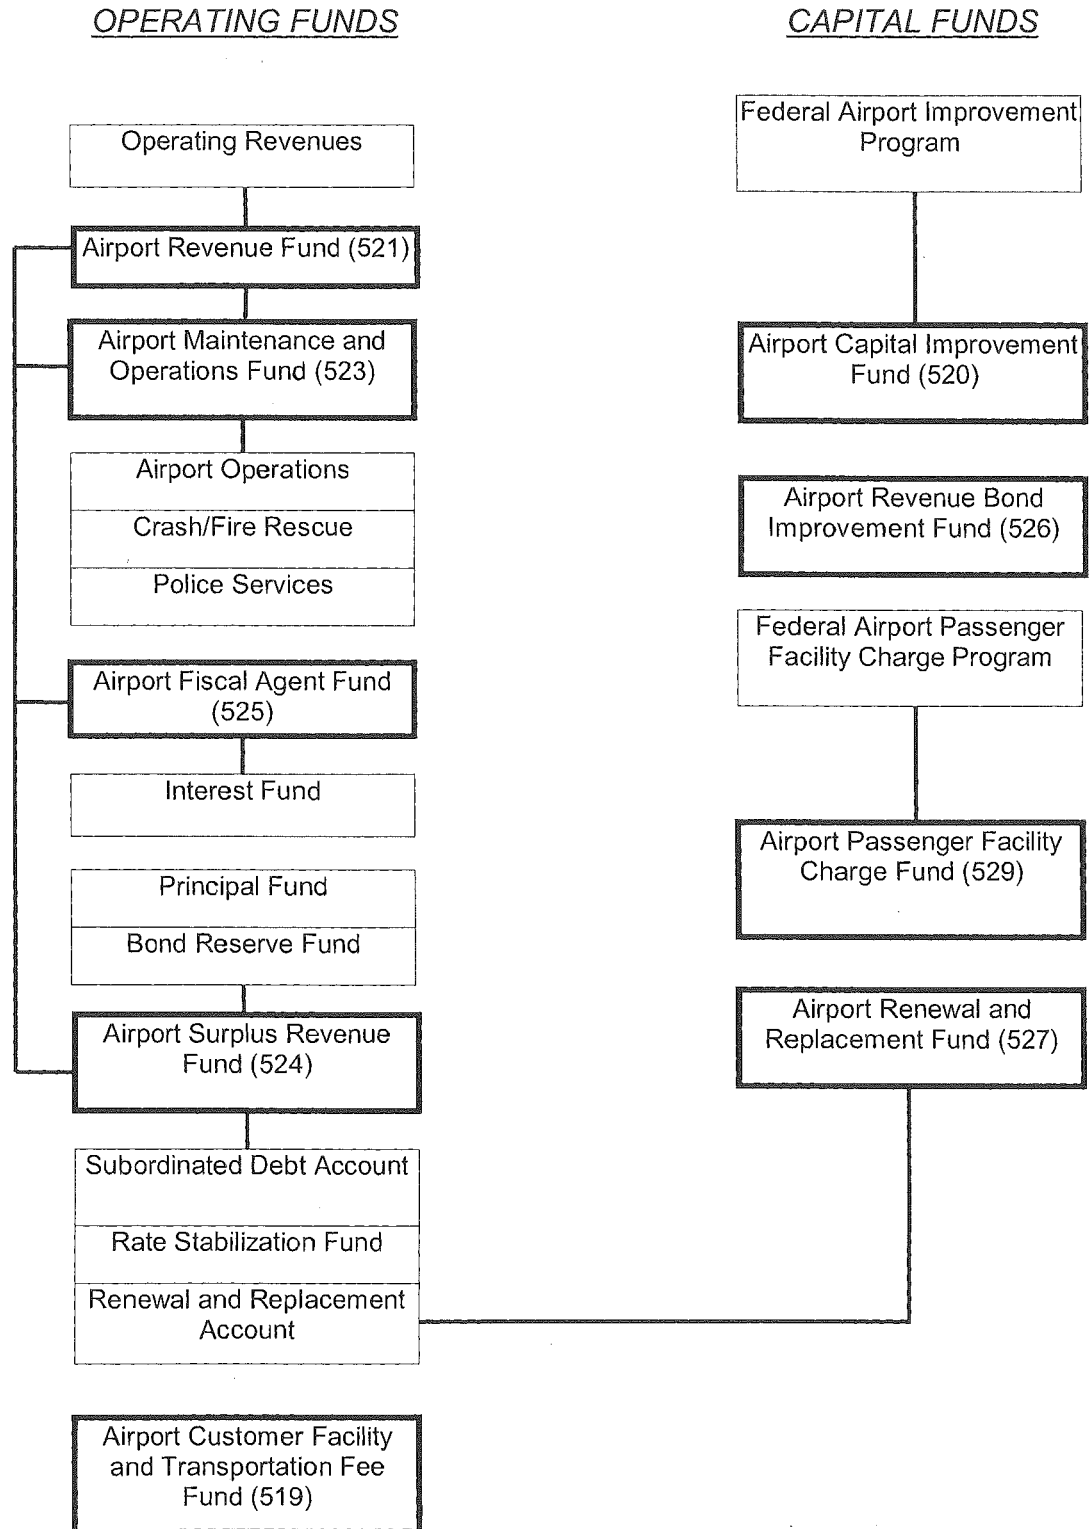 OPERATING FUNDS
Operating Revenues
Airport Revenue Fund (521)
Airport Maintenance and
Operations Fund (523)
Airport Operations
Crash/Fire Rescue
Police Services
Airport Fiscal Agent Fund
(525)
Interest Fund
Principal Fund
Bond Reserve Fund
Airport Surplus Revenue
Fund (524)
Subordinated Debt Account
Rate Stabilization Fund
Renewal and Replacement
Account
Airport Customer Facility
and Transportation Fee
Fund (519)
CAPITAL FUNDS
Federal Airport Improvement
Program
Airport Capital Improvement
Fund (520)
Airport Revenue Bond
Improvement Fund (526)
Federal Airport Passenger
Facility Charge Program
Airport Passenger Facility
Charge Fund (529)
Airport Renewal and
Replacement Fund (527)